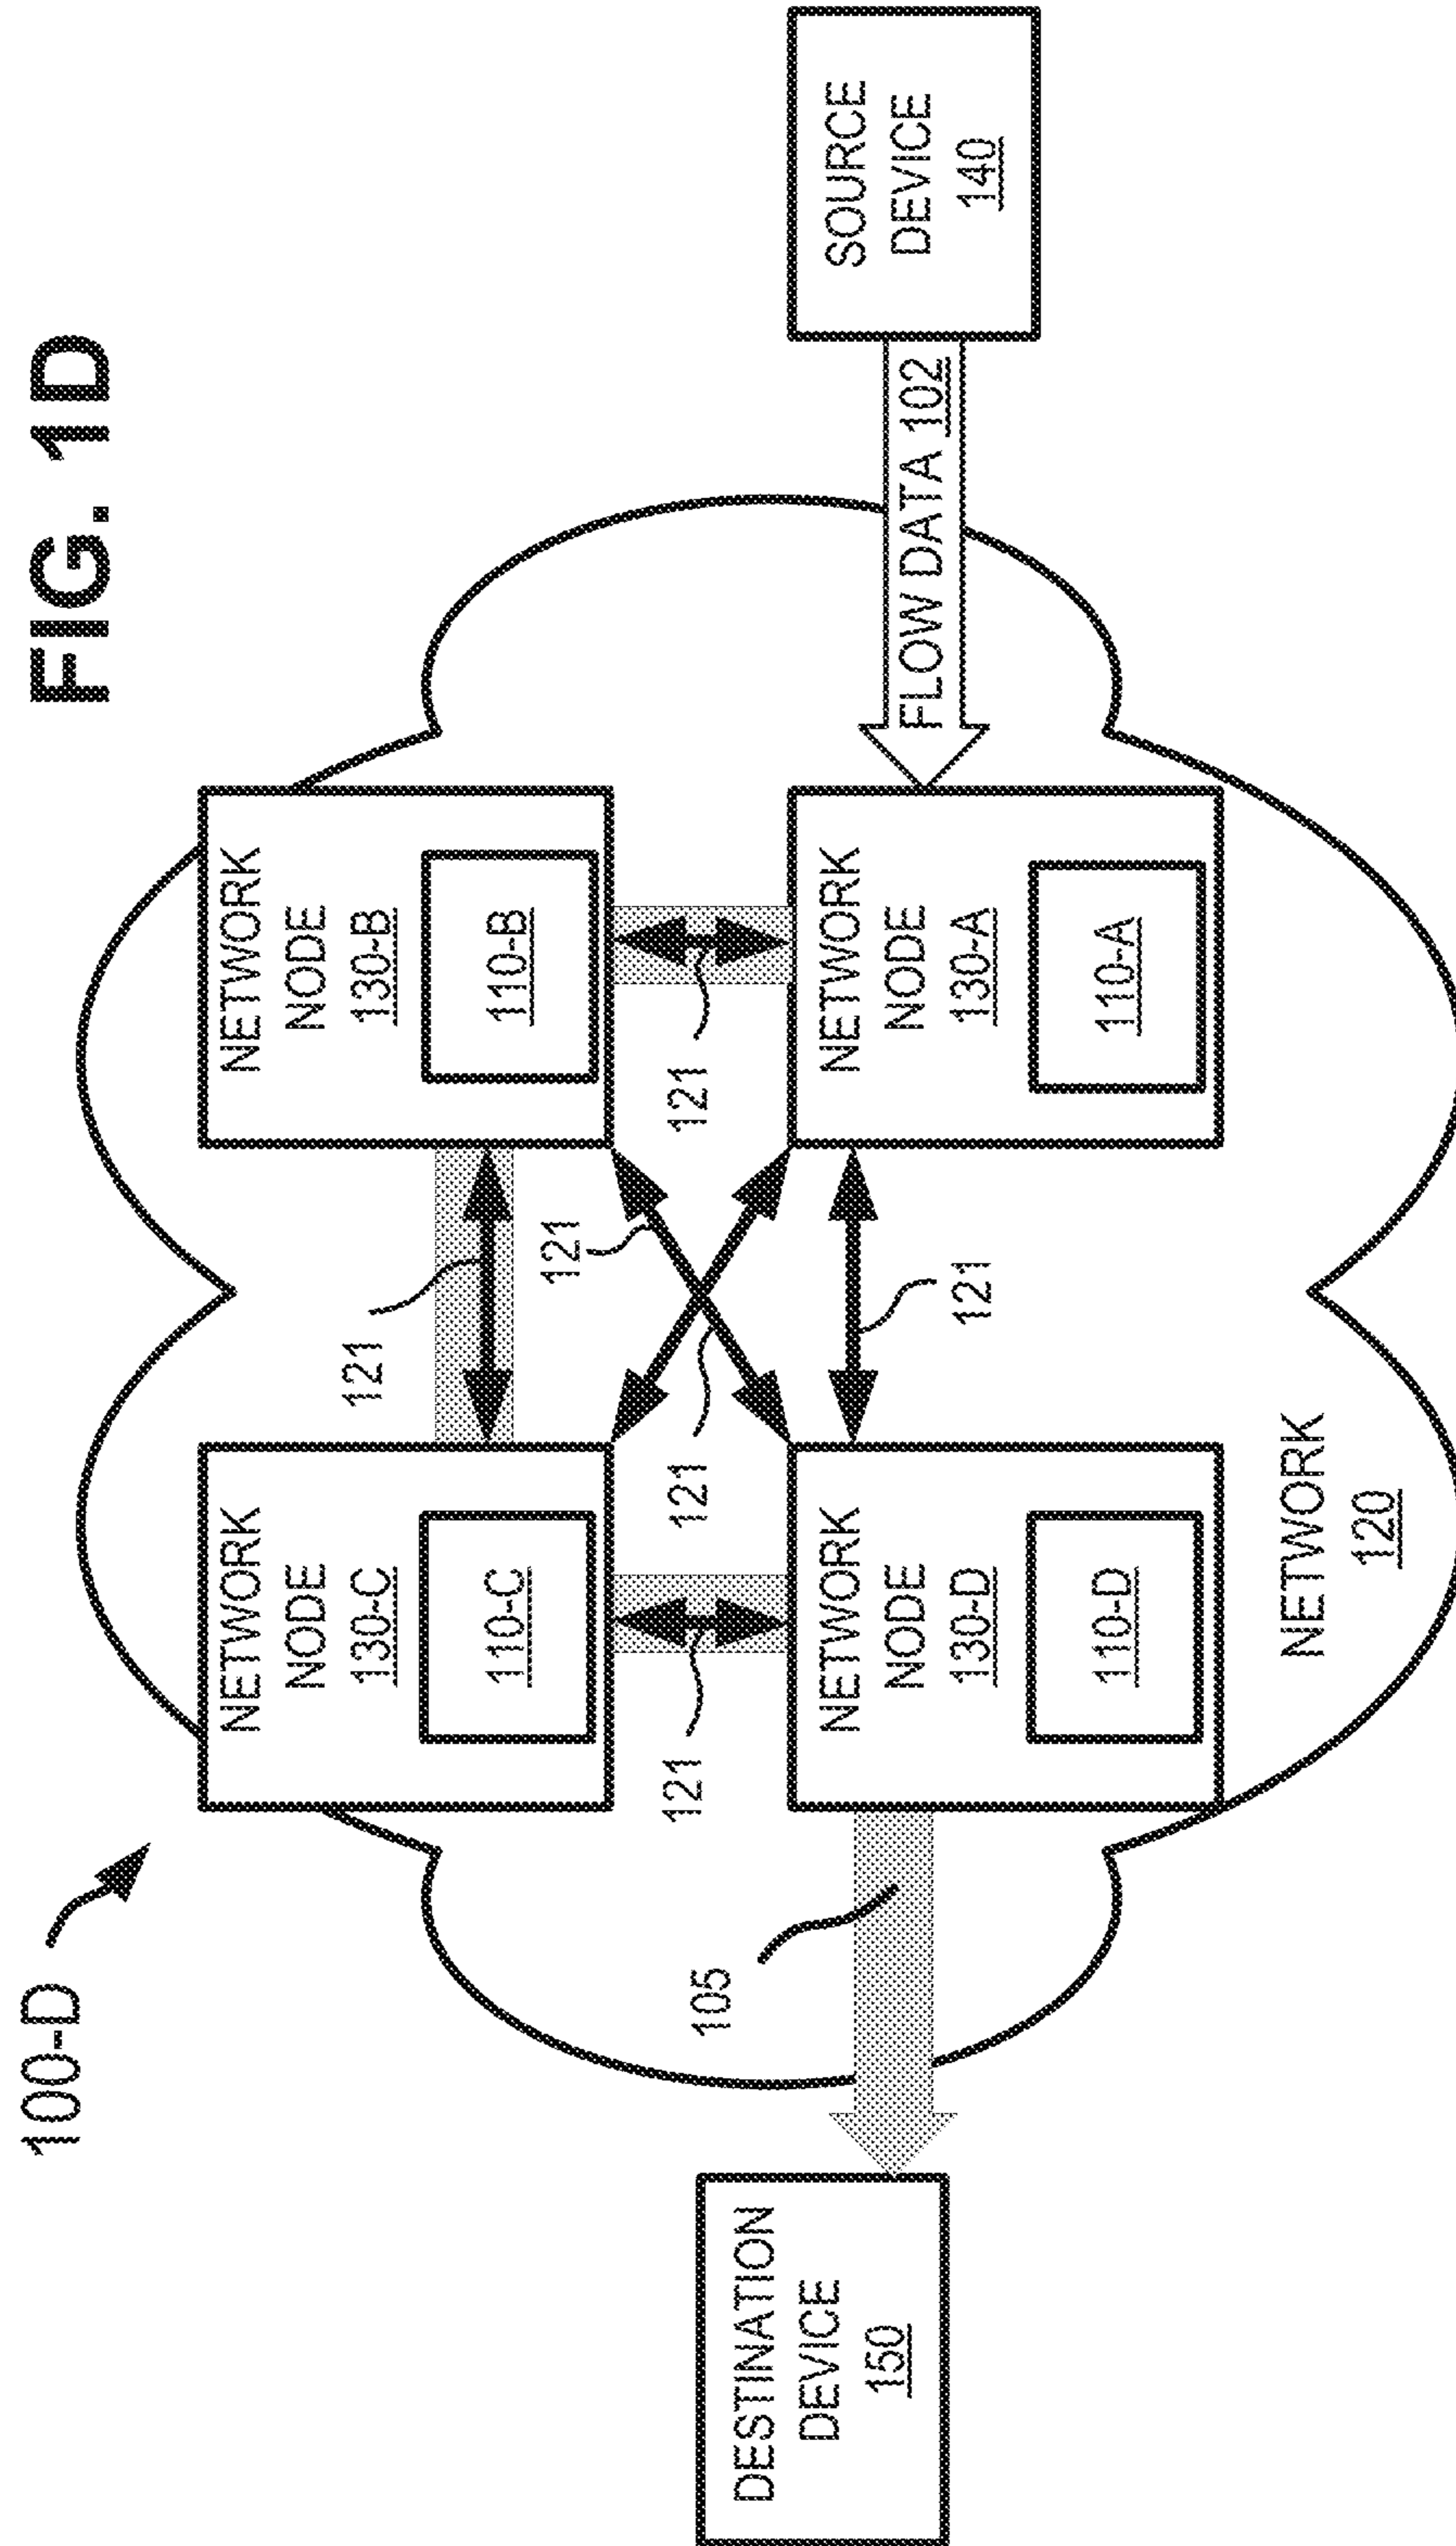 FIG. 1D
100-D
NETWORK
NODE
130-C
110-C
NETWORK
NODE
130-B
110-B
121
121
121
121
121
121
NETWORK
NODE
130-D
110-D
NETWORK
NODE
130-A
110-A
DESTINATION
DEVICE
150
105
FLOW DATA 102
SOURCE
DEVICE
140
NETWORK
120